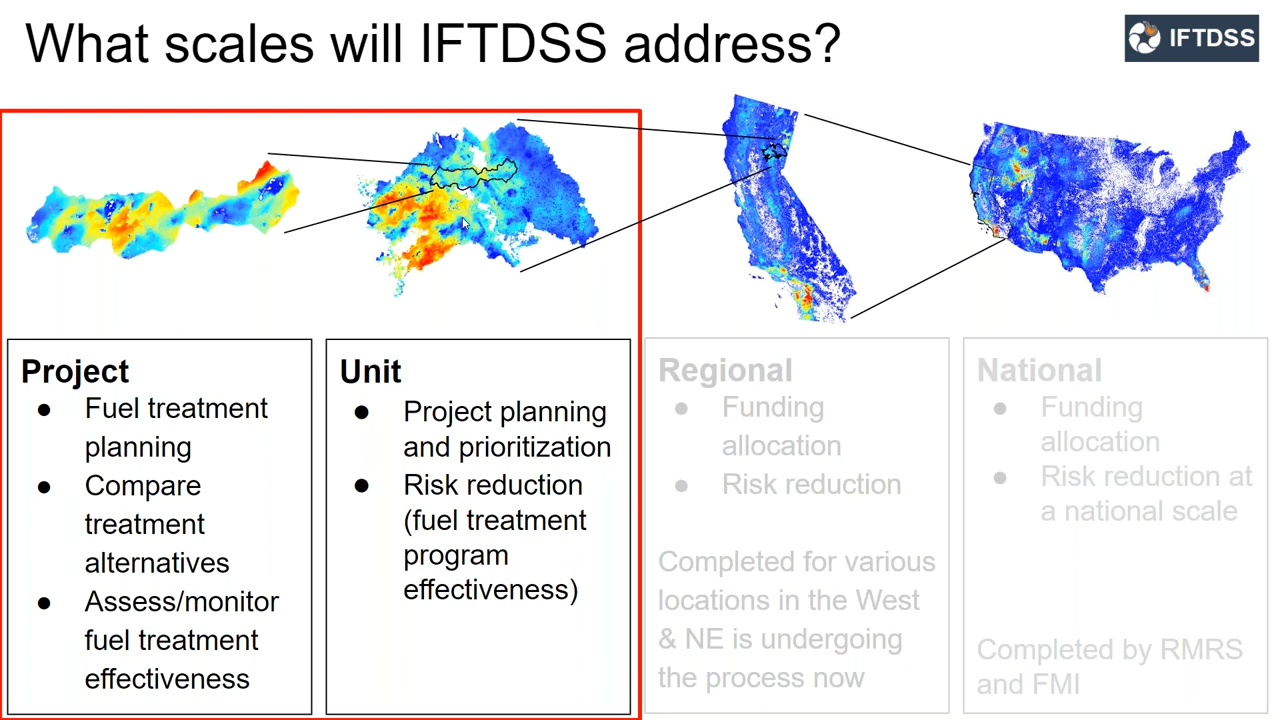 What scales will IFTDSS address?
IFTDSS
Project
● Fuel treatment
planning
● Compare
treatment
alternatives
● Assess/monitor
fuel treatment
effectiveness
Unit
● Project planning
and prioritization
● Risk reduction
(fuel treatment
program
effectiveness)
Regional
● Funding
allocation
● Risk reduction
Completed for various
locations in the West
& NE is undergoing
the process now
National
● Funding
allocation
● Risk reduction at
a national scale
Completed by RMRS
and FMI